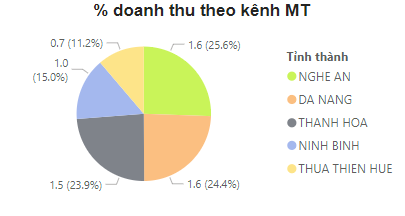 % doanh thu theo kênh MT
0.7 (11.2%)
1.6 (25.6%)
1.0
(15.0%)
1.5 (23.9%)
1.6 (24.4%)
Tỉnh thành
NGHE AN
DA NANG
THANH HOA
NINH BINH
THUA THIEN HUE